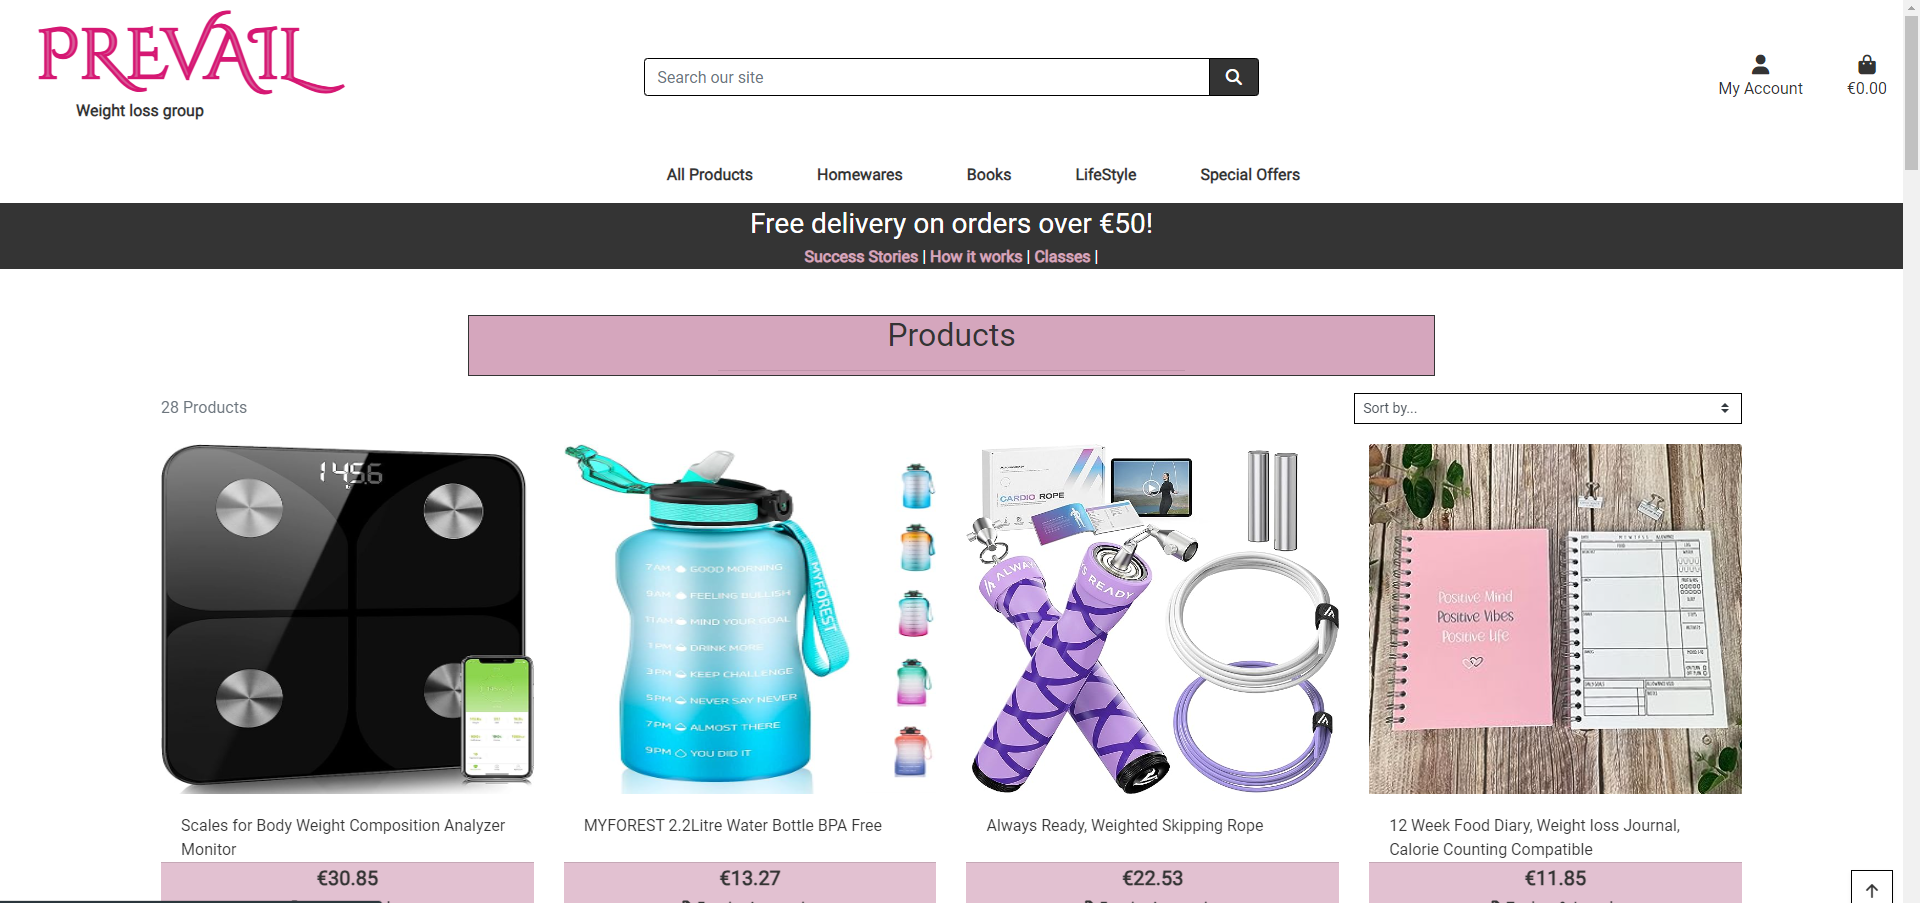 PREVAIL
Weight loss group
Search our site
My Account
€0.00
All Products
Homewares
Books
LifeStyle
Special Offers
Free delivery on orders over €50!
Success Stories | How it works | Classes |
Products
28 Products
Sort by...
145.6
7AM GOOD MORNING
9AM FEELING BULLISH
11AM MIND YOUR GOAL
1PM DRINK MORE
3PM KEEP CHALLENGE
5PM NEVER SAY NEVER
7PM ALMOST THERE
9PM YOU DID IT
MYFOREST
CARDIO ROPE
ALWAY
S READY
Positive Mind
Positive Vibes
Positive Life
Scales for Body Weight Composition Analyzer
Monitor
MYFOREST 2.2Litre Water Bottle BPA Free
Always Ready, Weighted Skipping Rope
12 Week Food Diary, Weight loss Journal,
Calorie Counting Compatible
€30.85
€13.27
€22.53
€11.85